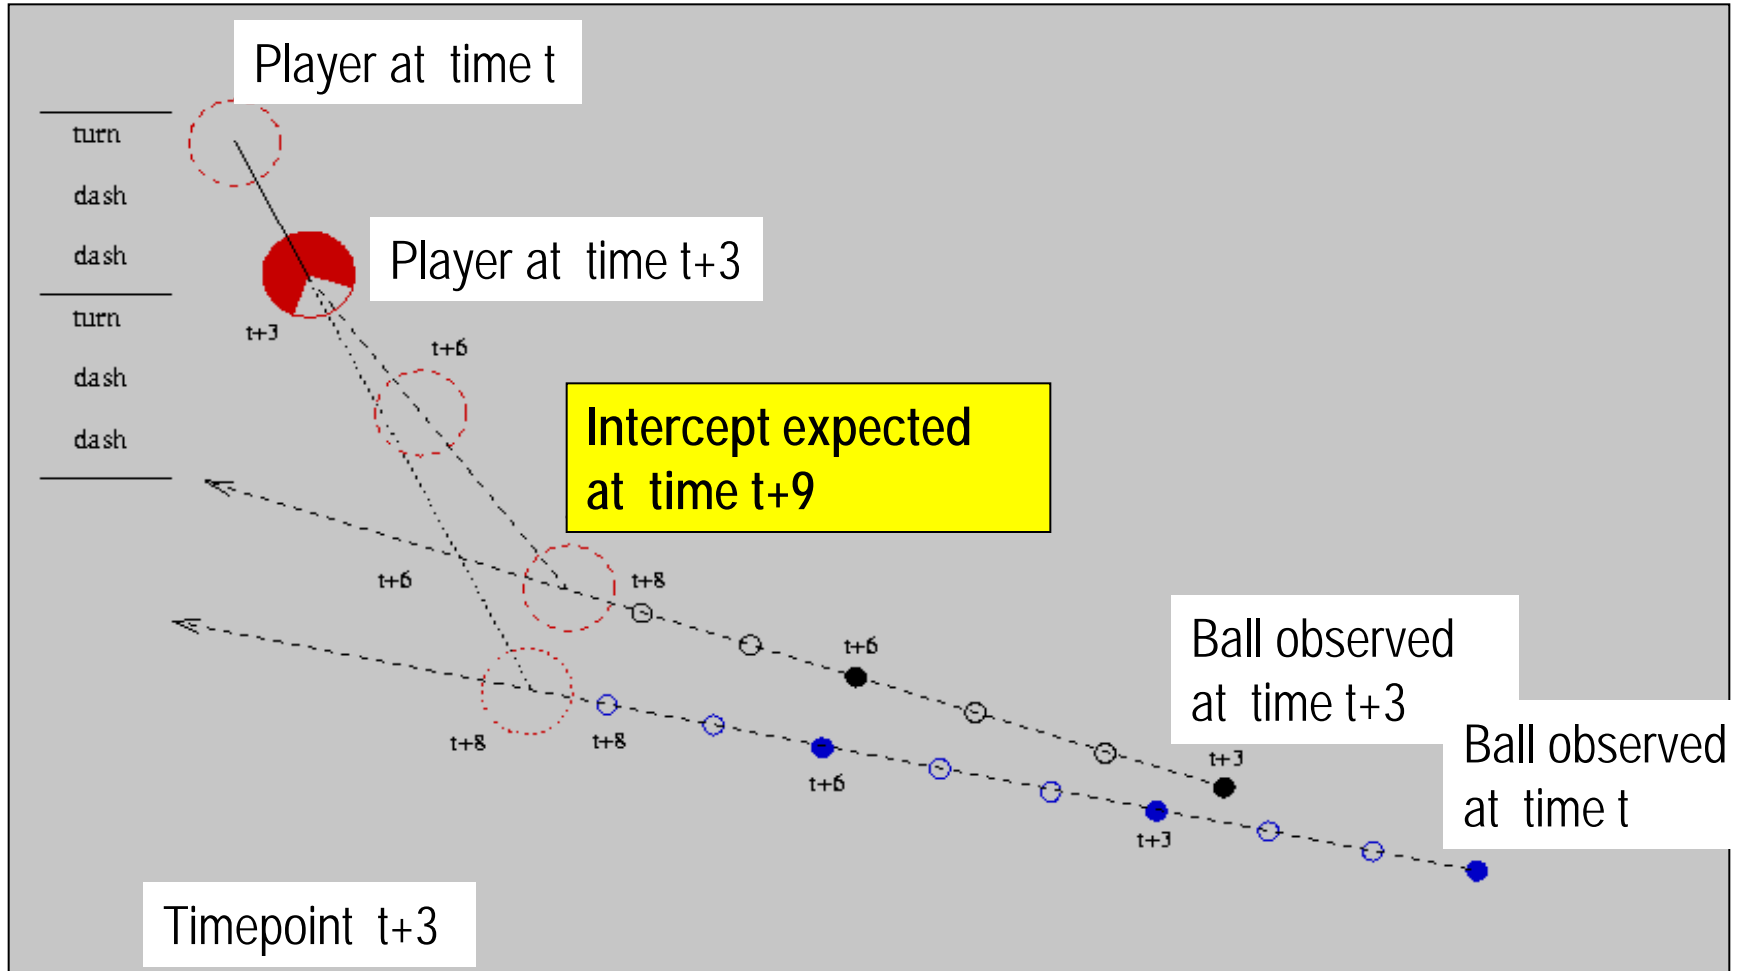 Player at time t
turn
dash
dash
Player at time t+3
turn
dash
dash
t+3
t+6
Intercept expected
at time t+9
t+6
t+8
t+6
t+8
t+8
t+6
Ball observed
at time t+3
t+3
t+3
Ball observed
at time t
Timepoint t+3